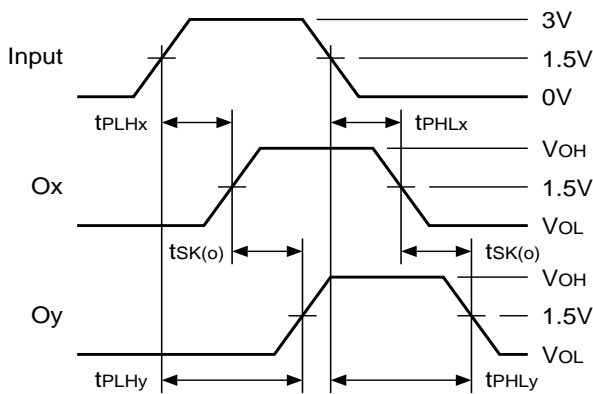 3V
Input
1.5V
0V
tPLHx
tPHLx
VOH
Ox
1.5V
VOL
tSK(o)
tSK(o)
VOH
Oy
1.5V
VOL
tPLHy
tPHLy